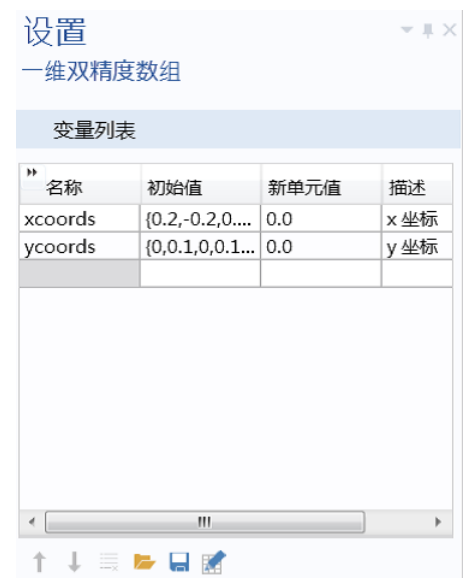 设置
一维双精度数组
变量列表
名称 初始值 新单元值 描述
xcoords {0.2,-0.2,0.... 0.0 x 坐标
ycoords {0,0.1,0,0.1... 0.0 y 坐标